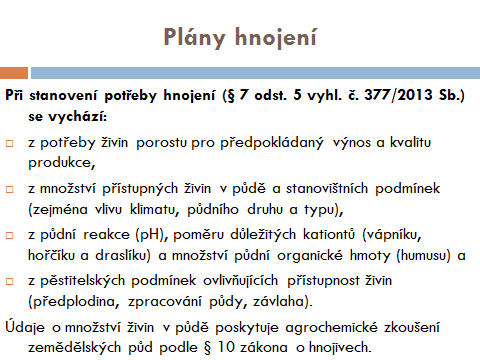 Plány hnojení
Při stanovení potřeby hnojení (§ 7 odst. 5 vyhl. č. 377/2013 Sb.)
se vychází:
z potřeby živin porostu pro předpokládaný výnos a kvalitu
produkce,
z množství přístupných živin v půdě a stanovištních podmínek
(zejména vlivu klimatu, půdního druhu a typu),
z půdní reakce (pH), poměru důležitých kationtů (vápníku,
hořčíku a draslíku) a množství půdní organické hmoty (humusu) a
z pěstitelských podmínek ovlivňujících přístupnost živin
(předplodina, zpracování půdy, závlaha).
Údaje o množství živin v půdě poskytuje agrochemické zkoušení
zemědělských půd podle § 10 zákona o hnojivech.